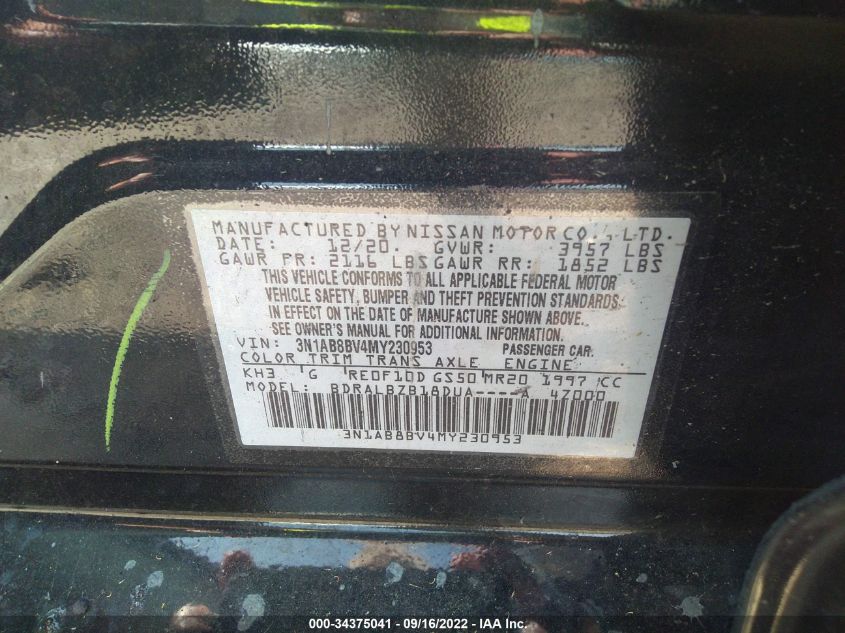 MANUFACTURED BY NISSAN MOTOR CO., LTD.
DATE: 12/20. GVWR: 3957 LBS
GAWR FR: 2116 LBS GAWR RR: 1852 LBS
THIS VEHICLE CONFORMS TO ALL APPLICABLE FEDERAL MOTOR
VEHICLE SAFETY, BUMPER AND THEFT PREVENTION STANDARDS
IN EFFECT ON THE DATE OF MANUFACTURE SHOWN ABOVE.
SEE OWNER'S MANUAL FOR ADDITIONAL INFORMATION.
VIN: 3N1AB8BV4MY230953 PASSENGER CAR.
COLOR TRIM TRANS AXLE ENGINE
KH3 G RE0F10D GS50 MR20 1997 CC
MODEL: BDRALBZB18DUA----A 4Z000
3N1AB8BV4MY230953
000-34375041 - 09/16/2022 - IAA Inc.